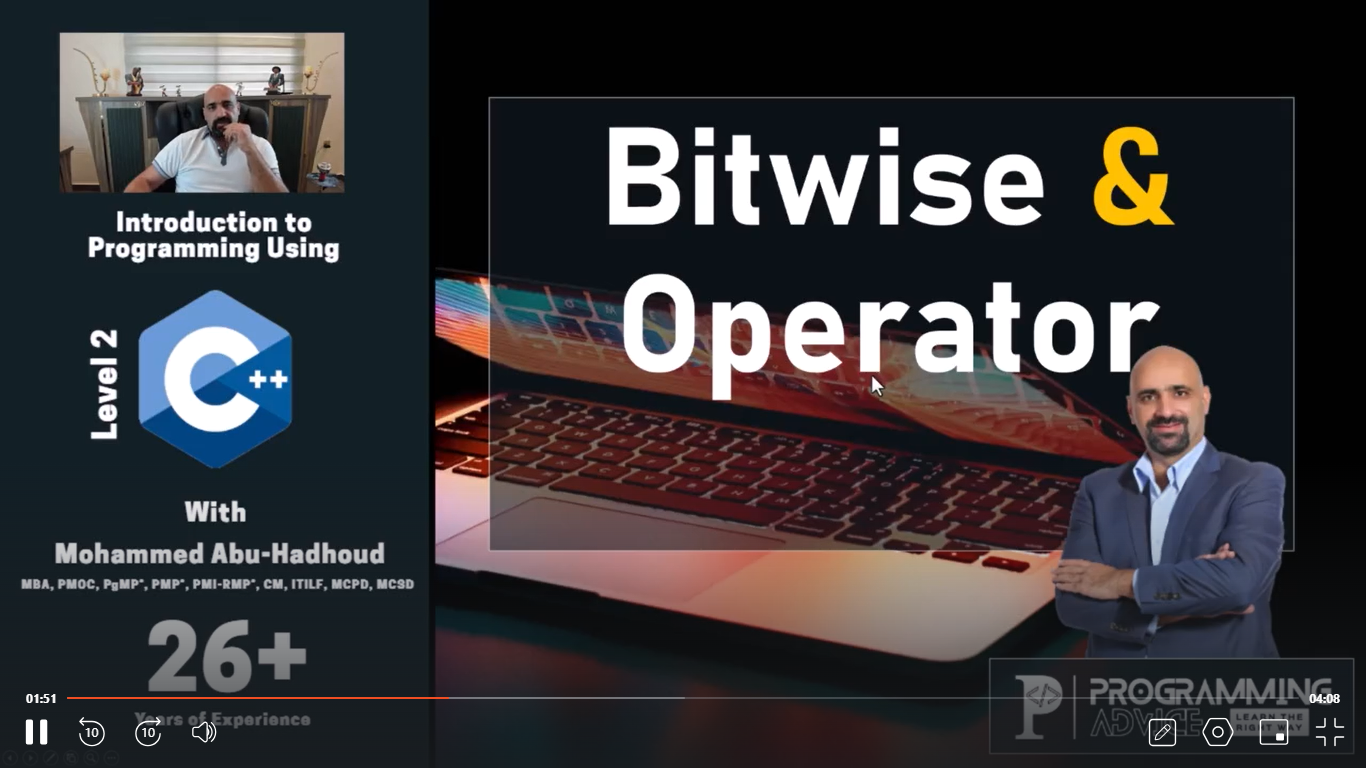 Introduction to
Programming Using
Level 2
C++
With
Mohammed Abu-Hadhoud
MBA, PMOC, PgMP®, PMP®, PMI-RMP®, CM, ITILF, MCPD, MCSD
26+
Years of Experience
Bitwise &
Operator
PROGRAMMING
ADVICE
LEARN THE
RIGHT WAY
01:51
04:08
10
10